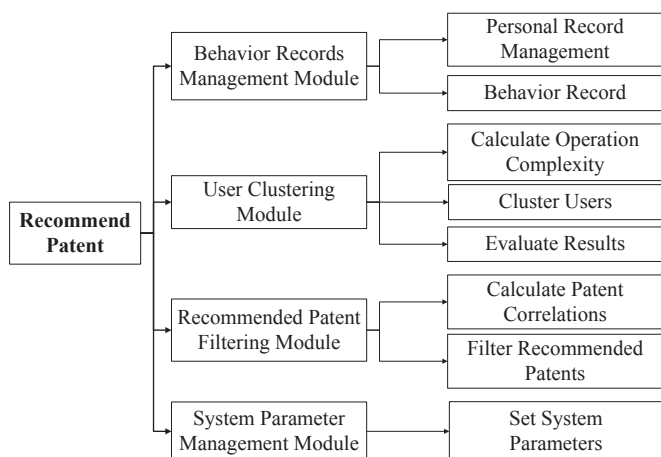 Recommend
Patent
Behavior Records
Management Module
Personal Record
Management
Behavior Record
User Clustering
Module
Calculate Operation
Complexity
Cluster Users
Evaluate Results
Recommended Patent
Filtering Module
Calculate Patent
Correlations
Filter Recommended
Patents
System Parameter
Management Module
Set System
Parameters